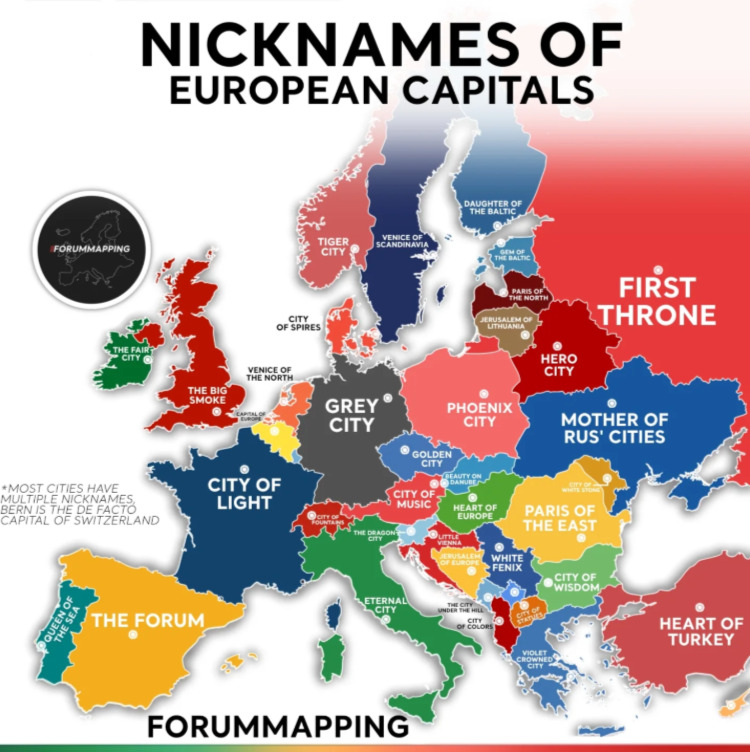 NICKNAMES OF
EUROPEAN CAPITALS
FORUMMAPPING
DAUGHTER OF
THE BALTIC
TIGER
CITY
VENICE OF
SCANDINAVIA
GEM OF
THE BALTIC
PARIS OF
THE NORTH
FIRST
THRONE
CITY
OF SPIRES
JERUSALEM OF
LITHUANIA
THE FAIR
CITY
HERO
CITY
VENICE OF
THE NORTH
THE BIG
SMOKE
CAPITAL OF
EUROPE
GREY
CITY
PHOENIX
CITY
MOTHER OF
RUS' CITIES
GOLDEN
CITY
BEAUTY ON
DANUBE
CITY OF
LIGHT
*MOST CITIES HAVE
MULTIPLE NICKNAMES,
BERN IS THE DE FACTO
CAPITAL OF SWITZERLAND
CITY OF
WHITE STONE
CITY OF
MUSIC
HEART OF
EUROPE
PARIS OF
THE EAST
CITY OF
FOUNTAINS
THE DRAGON
CITY
LITTLE
VIENNA
JERUSALEM
OF EUROPE
WHITE
FENIX
CITY OF
WISDOM
QUEEN OF
THE SEA
THE FORUM
ETERNAL
CITY
THE CITY
UNDER THE HILL
CITY OF
STATUES
CITY
OF COLORS
HEART OF
TURKEY
VIOLET
CROWNED
CITY
FORUMMAPPING